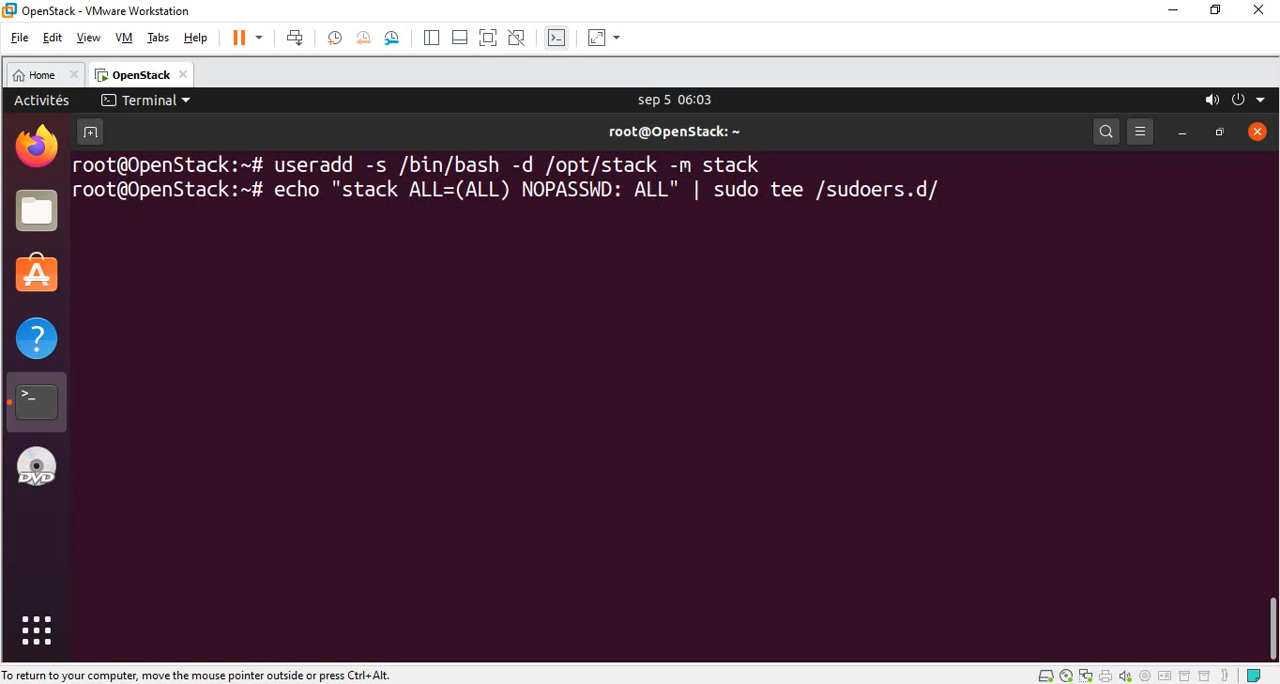 OpenStack - VMware Workstation
File Edit View VM Tabs Help
Home OpenStack
Activités Terminal sep 5 06:03
root@OpenStack: ~
root@OpenStack:~# useradd -s /bin/bash -d /opt/stack -m stack
root@OpenStack:~# echo "stack ALL=(ALL) NOPASSWD: ALL" | sudo tee /sudoers.d/
>_
DVD
To return to your computer, move the mouse pointer outside or press Ctrl+Alt.